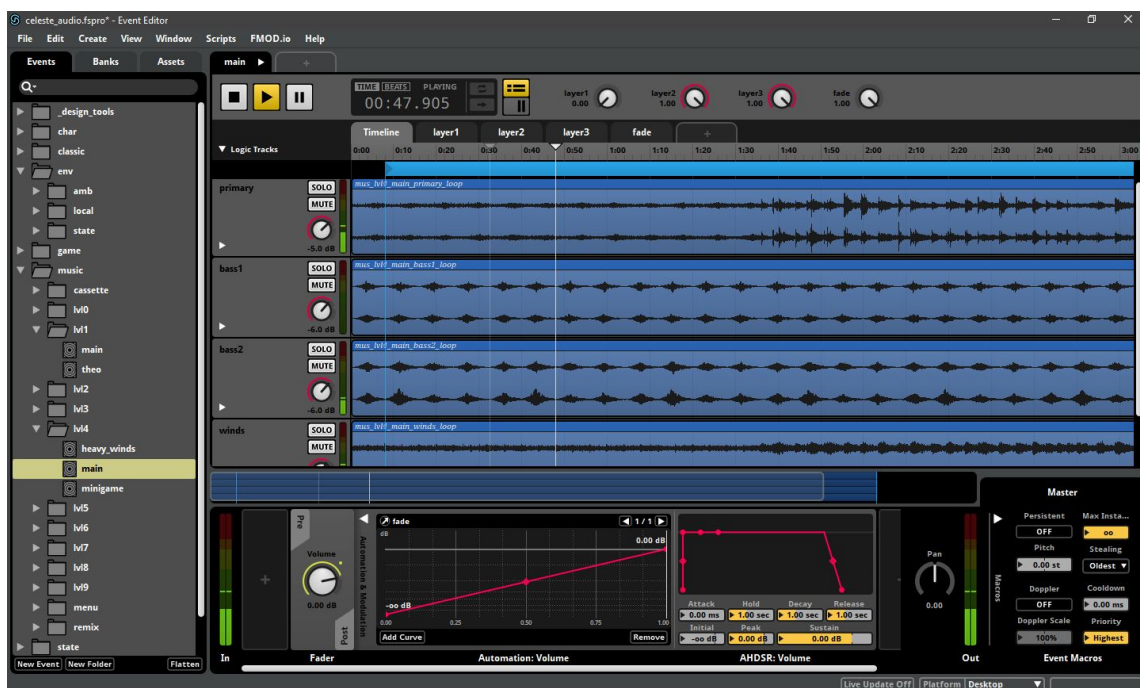 celeste_audio.fspro* - Event Editor
File Edit Create View Window Scripts FMOD.io Help
Events Banks Assets
main
_design_tools
char
classic
env
amb
local
state
game
music
cassette
lvl0
lvl1
main
theo
lvl2
lvl3
lvl4
heavy_winds
main
minigame
lvl5
lvl6
lvl7
lvl8
lvl9
menu
remix
state
New Event New Folder Flatten
TIME BEATS PLAYING
00:47.905
layer1 0.00
layer2 1.00
layer3 1.00
fade 1.00
Timeline layer1 layer2 layer3 fade
Logic Tracks
0:00 0:10 0:20 0:30 0:40 0:50 1:00 1:10 1:20 1:30 1:40 1:50 2:00 2:10 2:20 2:30 2:40 2:50 3:00
primary SOLO mus_lvl4_main_primary_loop
MUTE
-5.0 dB
bass1 SOLO mus_lvl4_main_bass1_loop
MUTE
-6.0 dB
bass2 SOLO mus_lvl4_main_bass2_loop
MUTE
-6.0 dB
winds SOLO mus_lvl4_main_winds_loop
MUTE
Pre
Volume
0.00 dB
Post
In
Fader
Automation & Modulation
fade 1 / 1
dB 0.00 dB
-oo dB
0.00 0.25 0.50 0.75 1.00
Add Curve Remove
Automation: Volume
Attack Hold Decay Release
0.00 ms 1.00 sec 1.00 sec 1.00 sec
Initial Peak Sustain
-oo dB 0.00 dB 0.00 dB
AHDSR: Volume
Pan
0.00
Out
Macros
Master
Persistent Max Insta...
OFF oo
Pitch Stealing
0.00 st Oldest
Doppler Cooldown
OFF 0.00 ms
Doppler Scale Priority
100% Highest
Event Macros
Live Update Off Platform Desktop